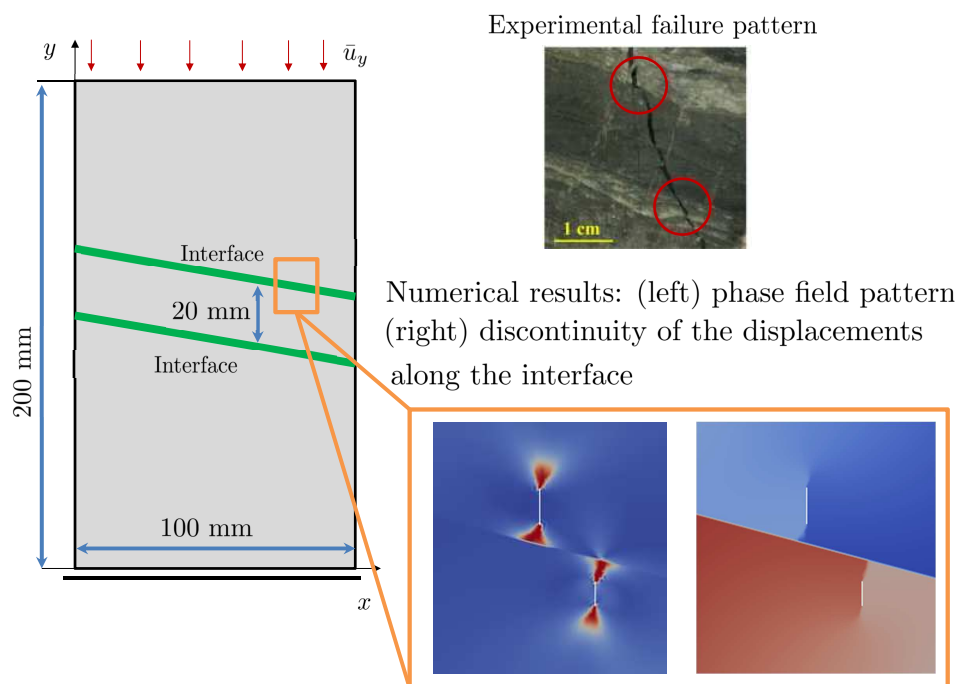 y
ū_y
Experimental failure pattern
1 cm
200 mm
Interface
20 mm
Interface
100 mm
x
Numerical results: (left) phase field pattern
(right) discontinuity of the displacements
along the interface